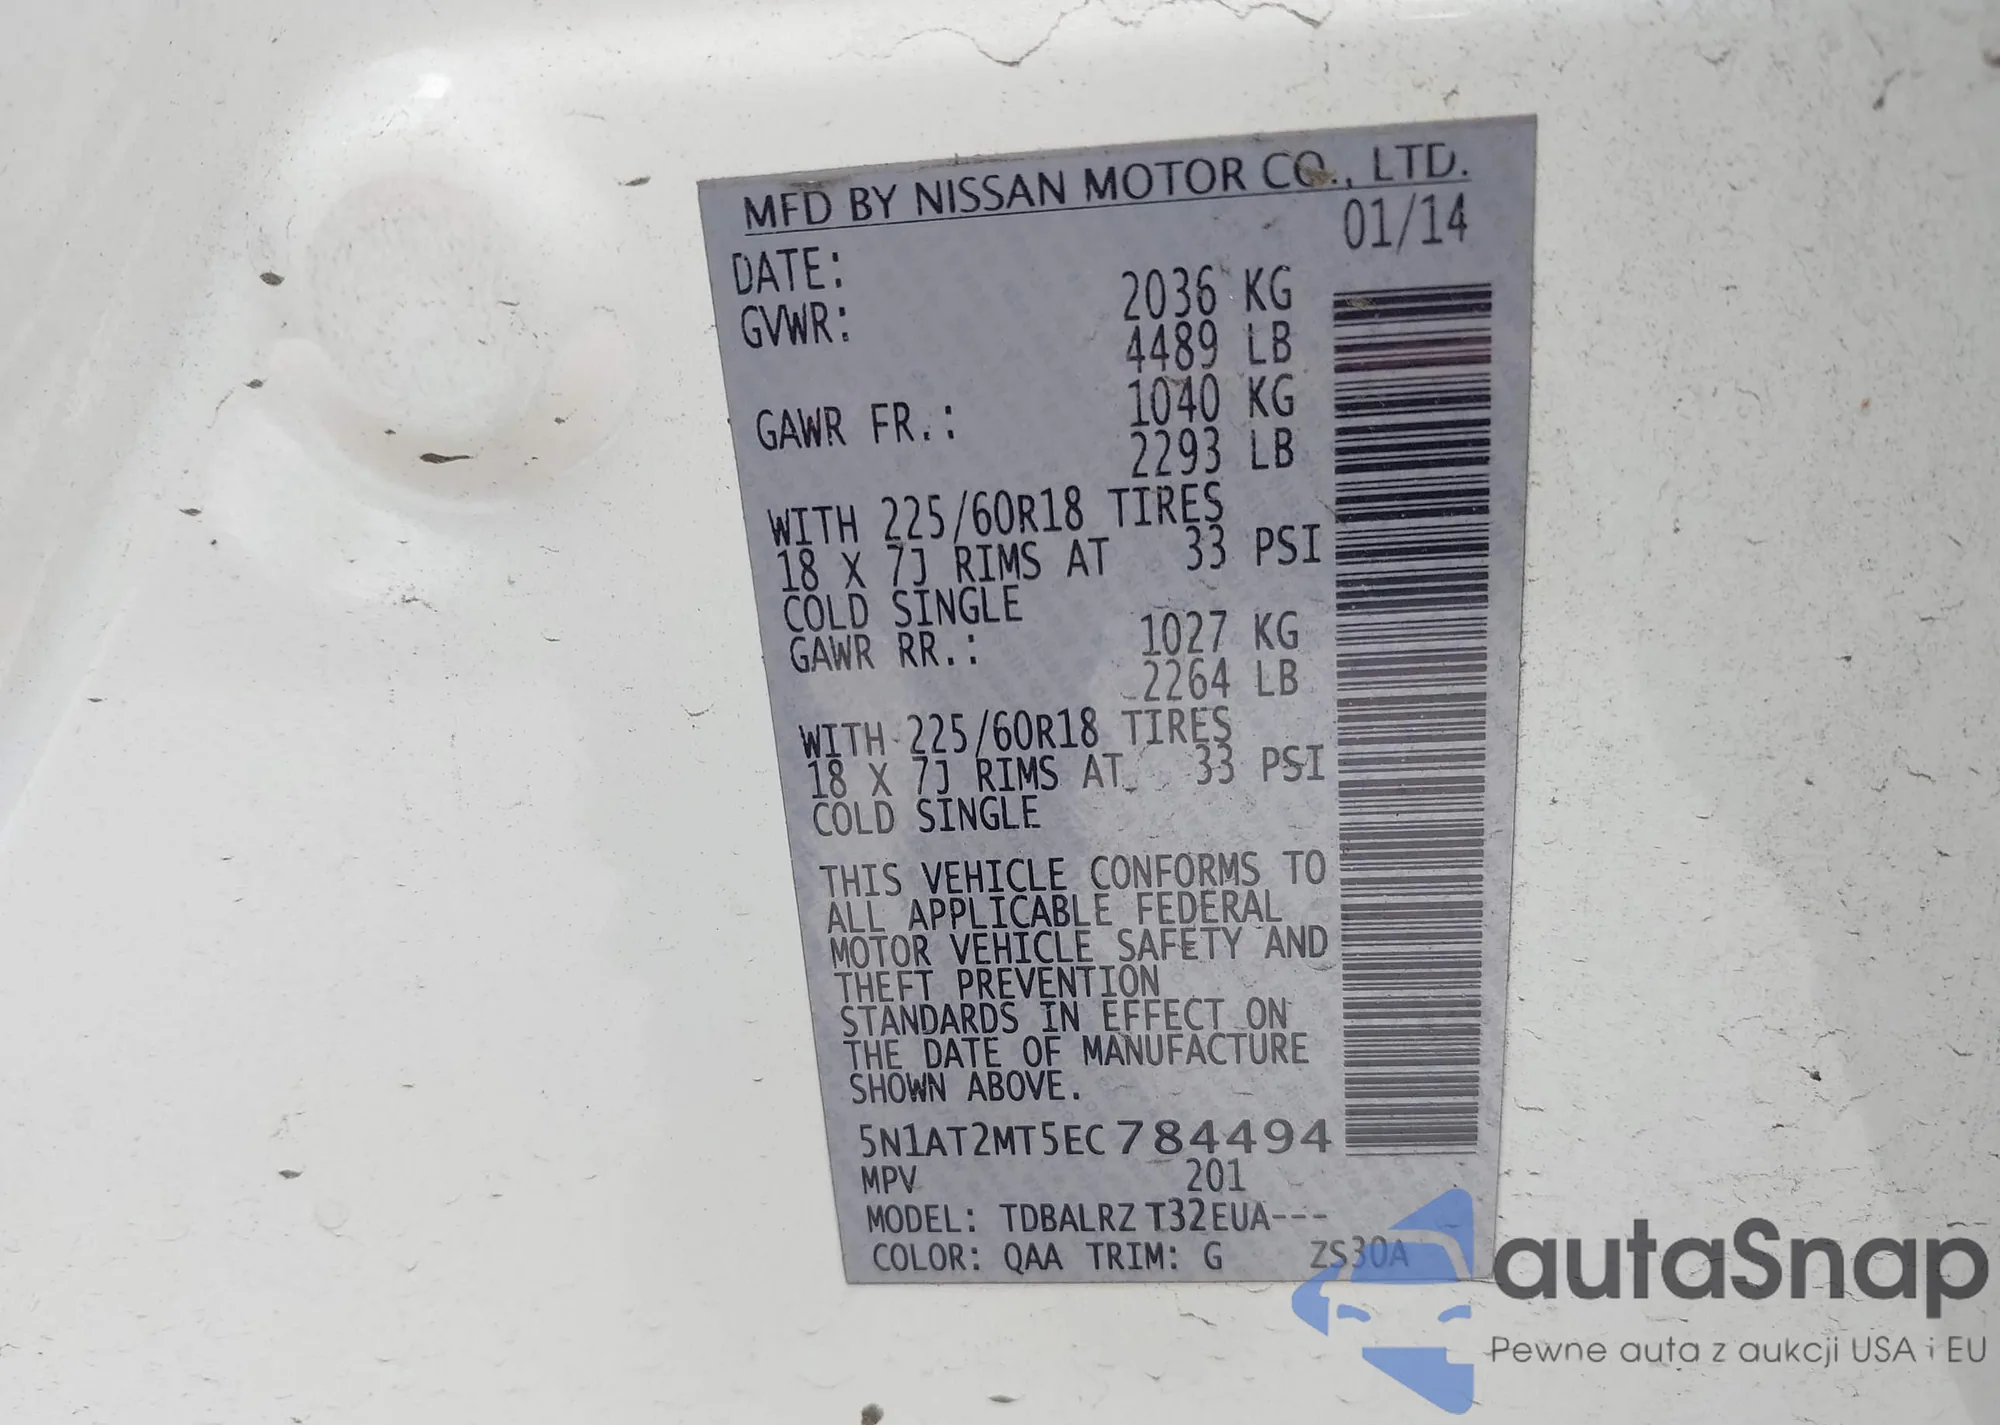 MFD BY NISSAN MOTOR CO., LTD.
DATE: 01/14
GVWR: 2036 KG
4489 LB
GAWR FR.: 1040 KG
2293 LB
WITH 225/60R18 TIRES
18 X 7J RIMS AT 33 PSI
COLD SINGLE
GAWR RR.: 1027 KG
2264 LB
WITH 225/60R18 TIRES
18 X 7J RIMS AT 33 PSI
COLD SINGLE
THIS VEHICLE CONFORMS TO
ALL APPLICABLE FEDERAL
MOTOR VEHICLE SAFETY AND
THEFT PREVENTION
STANDARDS IN EFFECT ON
THE DATE OF MANUFACTURE
SHOWN ABOVE.
5N1AT2MT5EC784494
MPV 201
MODEL: TDBALRZ T32EUA---
COLOR: QAA TRIM: G ZS30A
autaSnap
Pewne auta z aukcji USA i EU